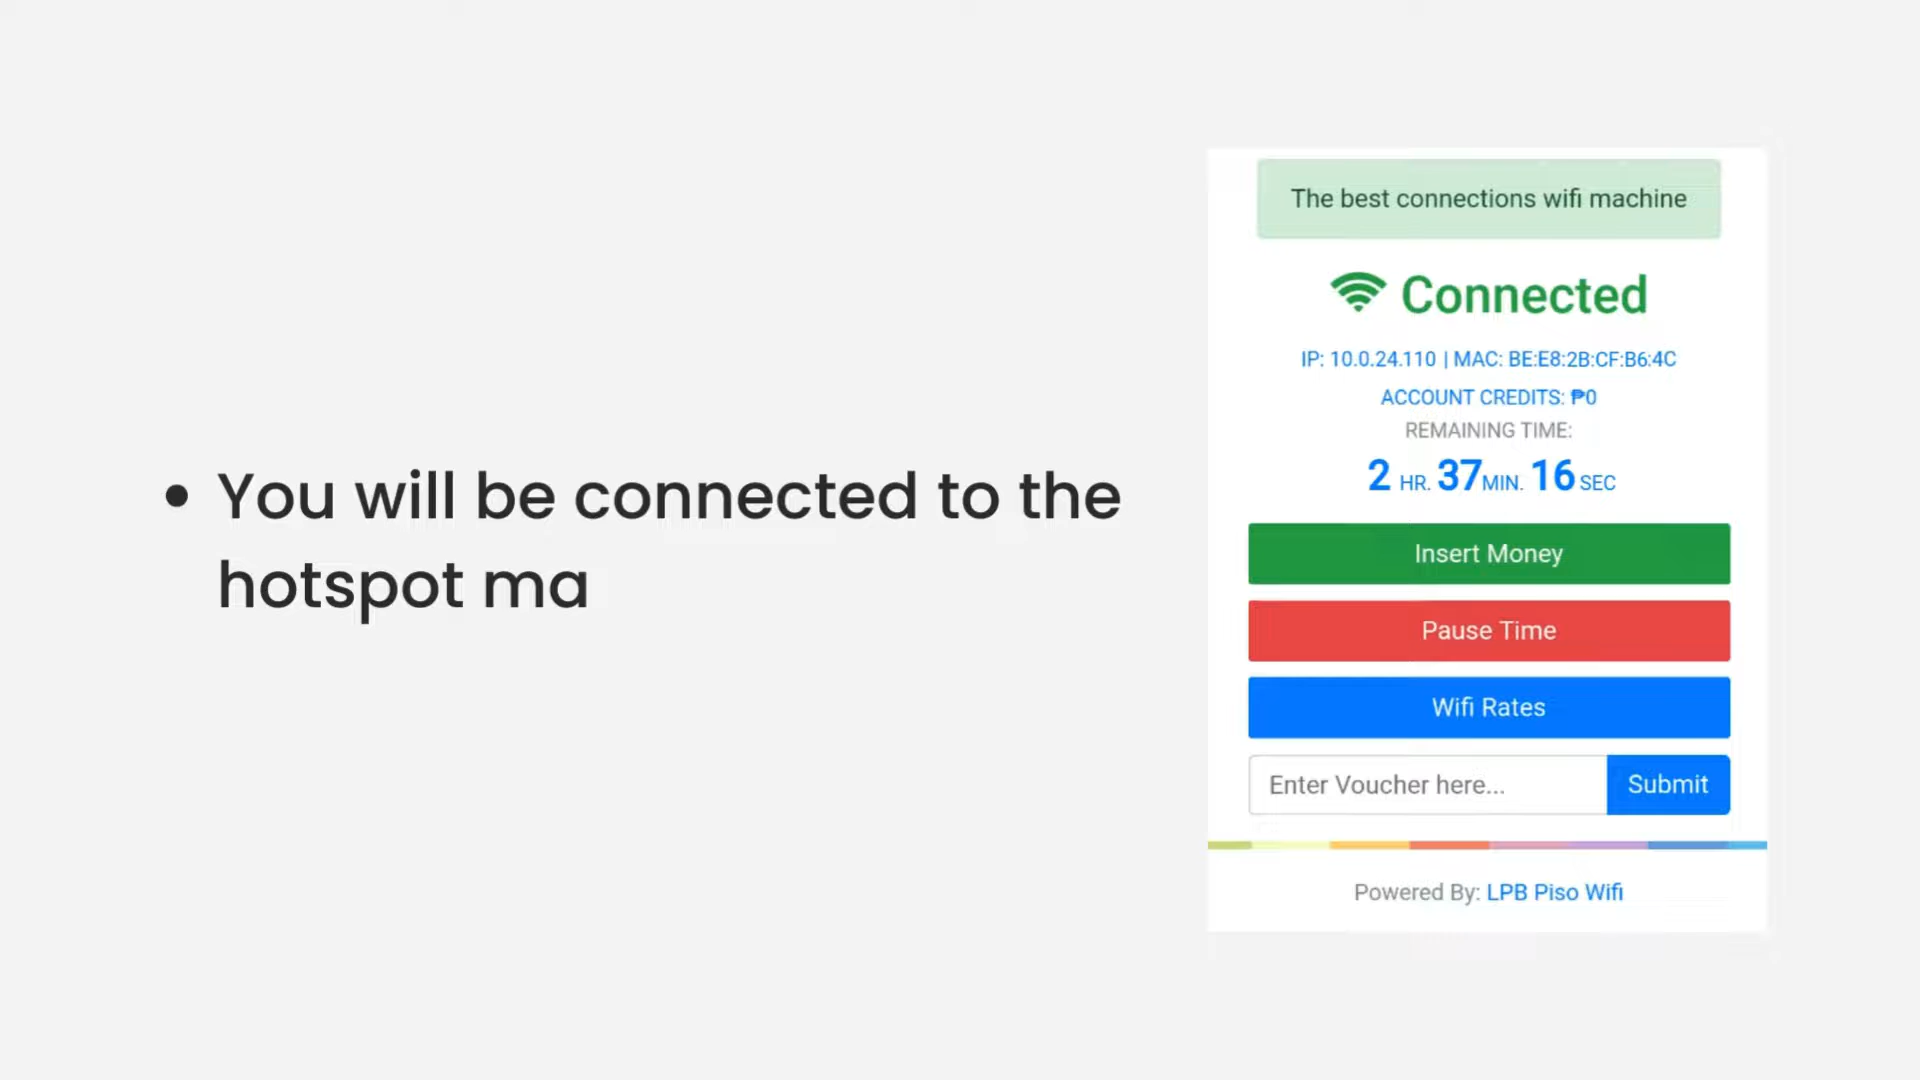 • You will be connected to the
hotspot ma
The best connections wifi machine
Connected
IP: 10.0.24.110 | MAC: BE:E8:2B:CF:B6:4C
ACCOUNT CREDITS: ₱0
REMAINING TIME:
2 HR. 37MIN. 16 SEC
Insert Money
Pause Time
Wifi Rates
Enter Voucher here... Submit
Powered By: LPB Piso Wifi